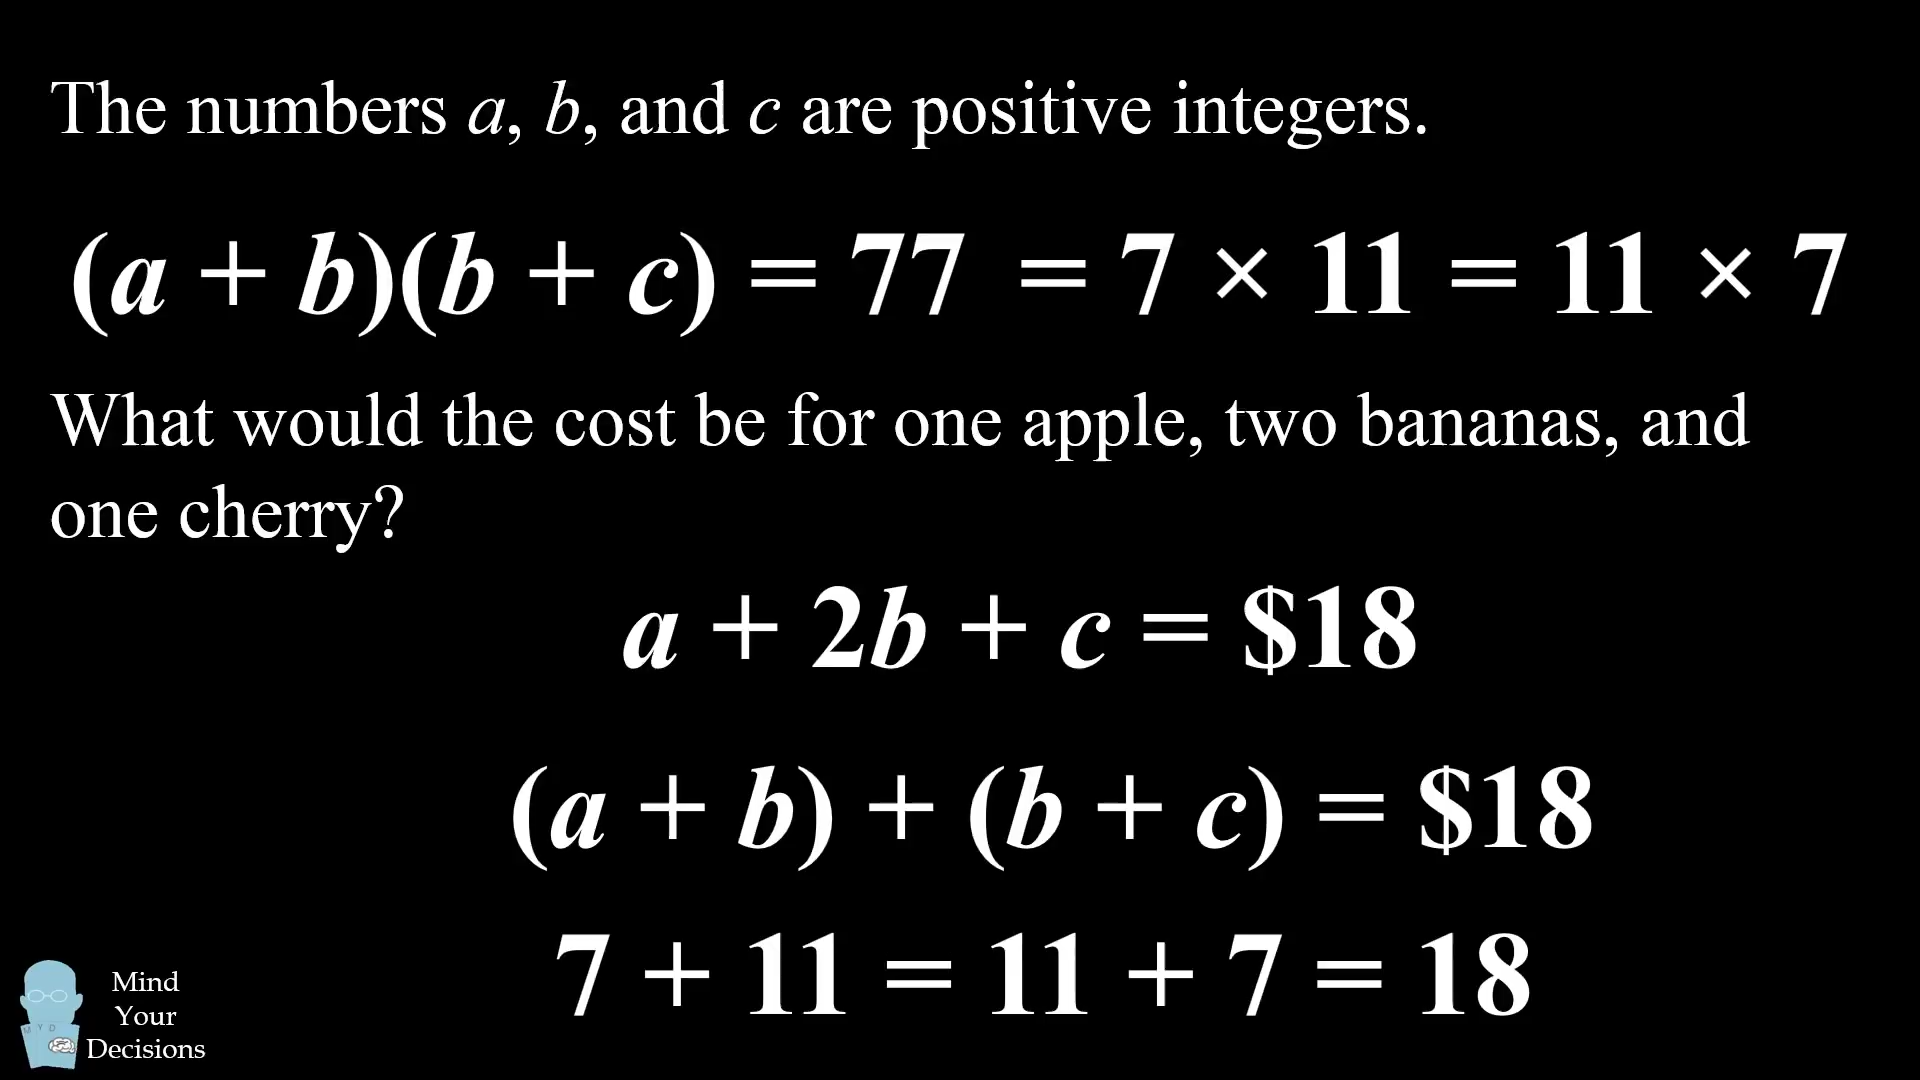 The numbers a, b, and c are positive integers.
(a + b)(b + c) = 77 = 7 × 11 = 11 × 7
What would the cost be for one apple, two bananas, and
one cherry?
a + 2b + c = $18
(a + b) + (b + c) = $18
7 + 11 = 11 + 7 = 18
M Y D
Mind
Your
Decisions